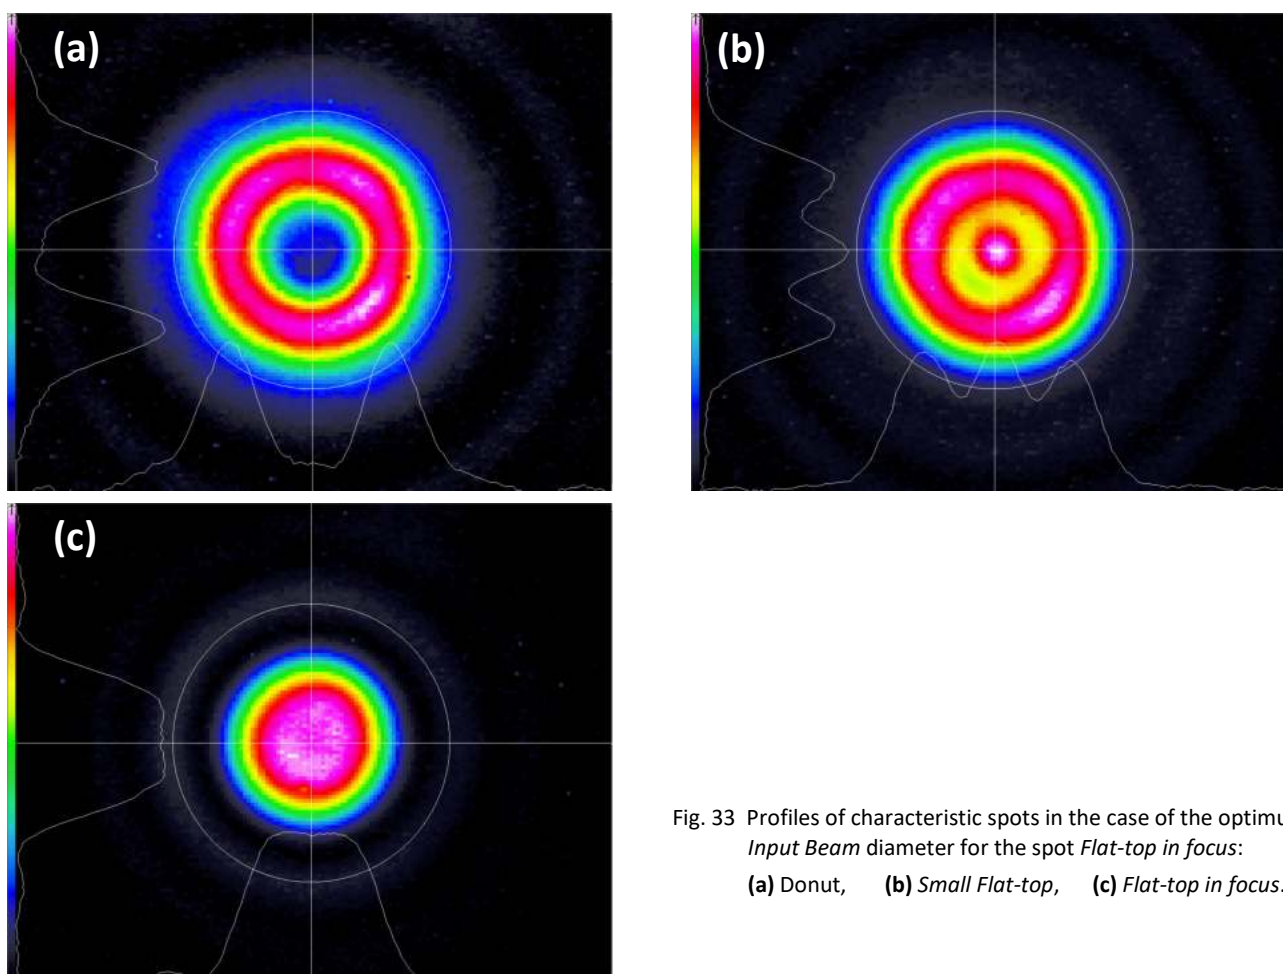 (a)
(b)
(c)
Fig. 33 Profiles of characteristic spots in the case of the optimu
Input Beam diameter for the spot Flat-top in focus:
(a) Donut, (b) Small Flat-top, (c) Flat-top in focus.